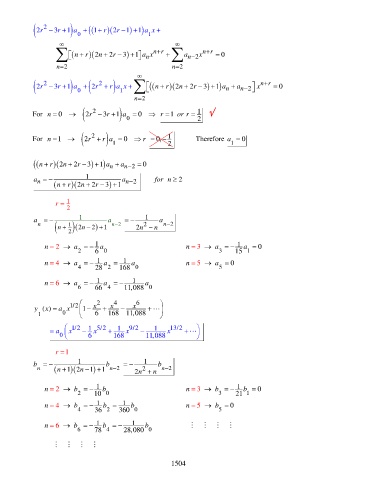 (2r² − 3r + 1)a₀ + ((1 + r)(2r − 1) + 1)a₁x +
∞ ∑ n=2 [(n + r)(2n + 2r − 3) + 1]aₙxⁿ⁺ʳ + ∞ ∑ n=2 aₙ₋₂xⁿ⁺ʳ = 0
(2r² − 3r + 1)a₀ + (2r² + r)a₁x + ∞ ∑ n=2 [((n + r)(2n + 2r − 3) + 1)aₙ + aₙ₋₂]xⁿ⁺ʳ = 0
For n = 0 → (2r² − 3r + 1)a₀ = 0 ⇒ r = 1 or r = 1/2 √
For n = 1 → (2r² + r)a₁ = 0 ⇒ r = 0, −1/2 Therefore a₁ = 0
((n + r)(2n + 2r − 3) + 1)aₙ + aₙ₋₂ = 0
aₙ = − 1/((n + r)(2n + 2r − 3) + 1) aₙ₋₂ for n ≥ 2
r = 1/2
aₙ = − 1/((n + 1/2)(2n − 2) + 1) aₙ₋₂ = − 1/(2n² − n) aₙ₋₂
n = 2 → a₂ = −1/6 a₀ n = 3 → a₃ = −1/15 a₁ = 0
n = 4 → a₄ = −1/28 a₂ = 1/168 a₀ n = 5 → a₅ = 0
n = 6 → a₆ = −1/66 a₄ = −1/11,088 a₀
y₁(x) = a₀x^(1/2) (1 − x²/6 + x⁴/168 − x⁶/11,088 + ⋯)
= a₀(x^(1/2) − 1/6 x^(5/2) + 1/168 x^(9/2) − 1/11,088 x^(13/2) + ⋯)
r = 1
bₙ = − 1/((n + 1)(2n − 1) + 1) bₙ₋₂ = − 1/(2n² + n) bₙ₋₂
n = 2 → b₂ = −1/10 b₀ n = 3 → b₃ = −1/21 b₁ = 0
n = 4 → b₄ = −1/36 b₂ = 1/360 b₀ n = 5 → b₅ = 0
n = 6 → b₆ = −1/78 b₄ = −1/28,080 b₀ ⋮ ⋮ ⋮ ⋮
⋮ ⋮ ⋮ ⋮
1504